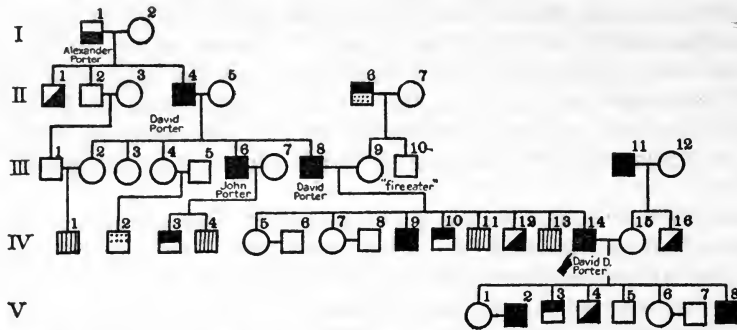 I
1 2
Alexander
Porter
II
1 2 3 4 5 6 7
David
Porter
III
1 2 3 4 5 6 7 8 9 10 11 12
John
Porter
David
Porter
"fireeater"
IV
1 2 3 4 5 6 7 8 9 10 11 12 13 14 15 16
David D.
Porter
V
1 2 3 4 5 6 7 8